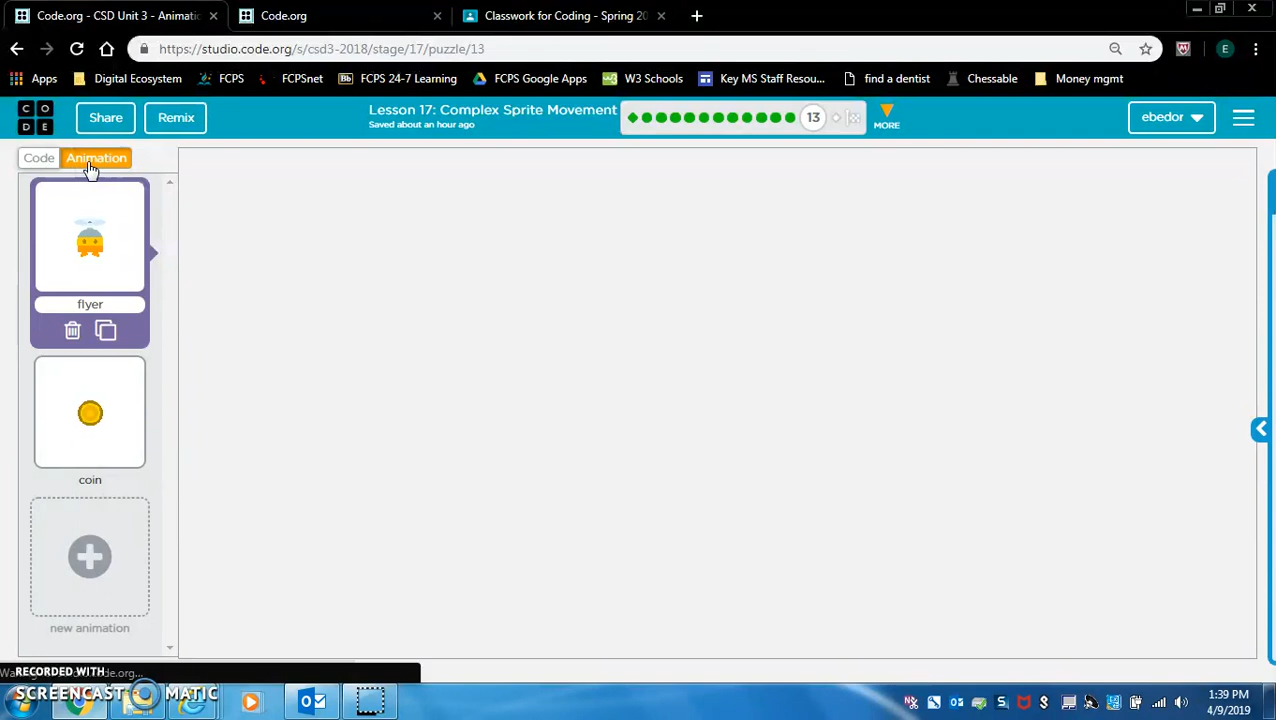 Code.org - CSD Unit 3 - Animatic
Code.org
Classwork for Coding - Spring 20
https://studio.code.org/s/csd3-2018/stage/17/puzzle/13
E
Apps
Digital Ecosystem
FCPS
FCPSnet
Bb
FCPS 24-7 Learning
FCPS Google Apps
W3 Schools
Key MS Staff Resou...
find a dentist
Chessable
Money mgmt
C O
D E
Share
Remix
Lesson 17: Complex Sprite Movement
Saved about an hour ago
13
MORE
ebedor
Code
Animation
flyer
coin
new animation
RECORDED WITH
SCREENCAST MATIC
1:39 PM
4/9/2019